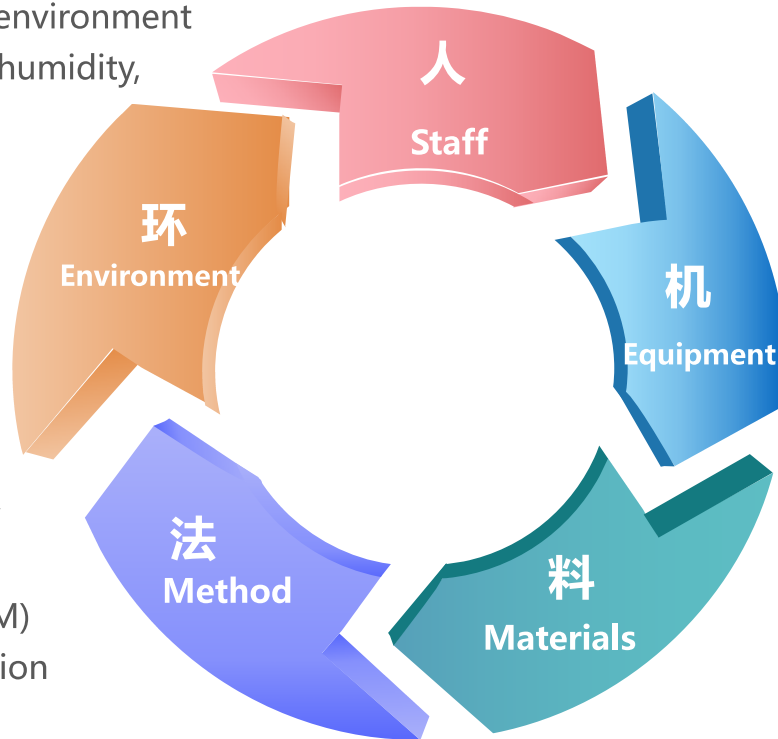 environment
humidity,
人
Staff
环
Environment
机
Equipment
料
Materials
法
Method
M)
ion